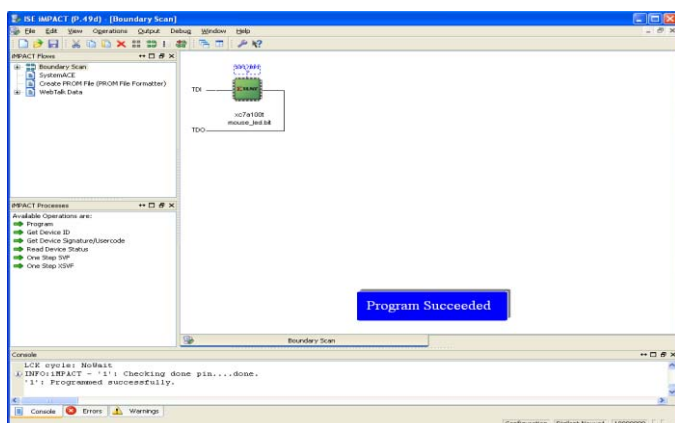 ISE iMPACT (P.49d) - [Boundary Scan]
File Edit View Operations Output Debug Window Help
iMPACT Flows
Boundary Scan
SystemACE
Create PROM File (PROM File Formatter)
WebTalk Data
TDI
xc7a100t
mouse_led.bit
TDO
iMPACT Processes
Available Operations are:
Program
Get Device ID
Get Device Signature/Usercode
Read Device Status
One Step SVF
One Step XSVF
Program Succeeded
Boundary Scan
Console
LCK cycle: NoWait
INFO:iMPACT - '1': Checking done pin....done.
'1': Programmed successfully.
Console Errors Warnings